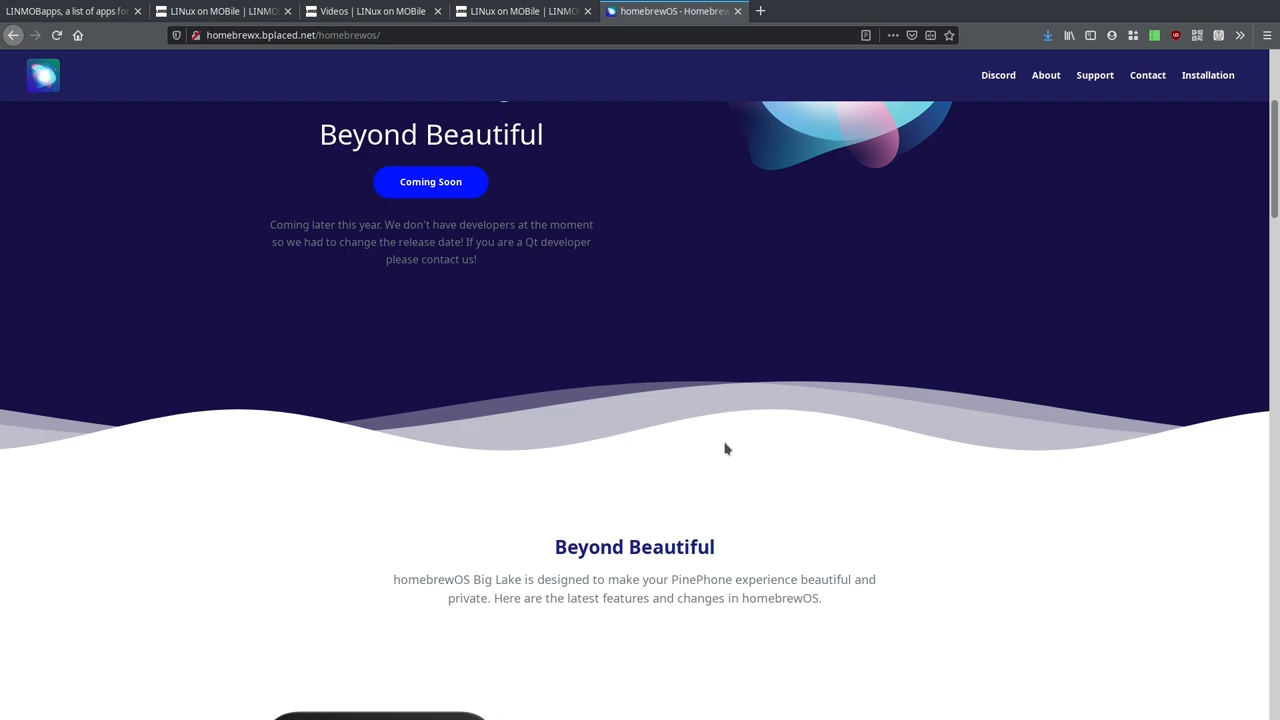 LINMOBapps, a list of apps for
LINux on MOBile | LINMO
Videos | LINux on MOBile
LINux on MOBile | LINMO
homebrewOS - Homebrew
homebrewx.bplaced.net/homebrewos/
Discord About Support Contact Installation
Beyond Beautiful
Coming Soon
Coming later this year. We don't have developers at the moment
so we had to change the release date! If you are a Qt developer
please contact us!
Beyond Beautiful
homebrewOS Big Lake is designed to make your PinePhone experience beautiful and
private. Here are the latest features and changes in homebrewOS.